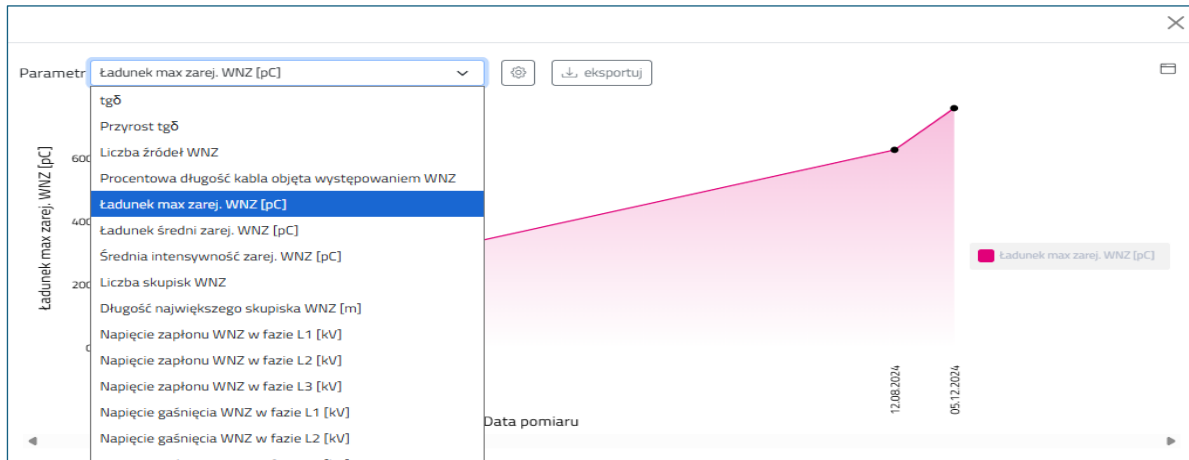 Parametr Ładunek max zarej. WNZ [pC] eksportuj
tgδ
Przyrost tgδ
Liczba źródeł WNZ
Procentowa długość kabla objęta występowaniem WNZ
Ładunek max zarej. WNZ [pC]
Ładunek średni zarej. WNZ [pC]
Średnia intensywność zarej. WNZ [pC]
Liczba skupisk WNZ
Długość największego skupiska WNZ [m]
Napięcie zapłonu WNZ w fazie L1 [kV]
Napięcie zapłonu WNZ w fazie L2 [kV]
Napięcie zapłonu WNZ w fazie L3 [kV]
Napięcie gaśnięcia WNZ w fazie L1 [kV]
Napięcie gaśnięcia WNZ w fazie L2 [kV]
Ładunek max zarej. WNZ [pC]
Ładunek max zarej. WNZ [pC]
12.08.2024
05.12.2024
Data pomiaru